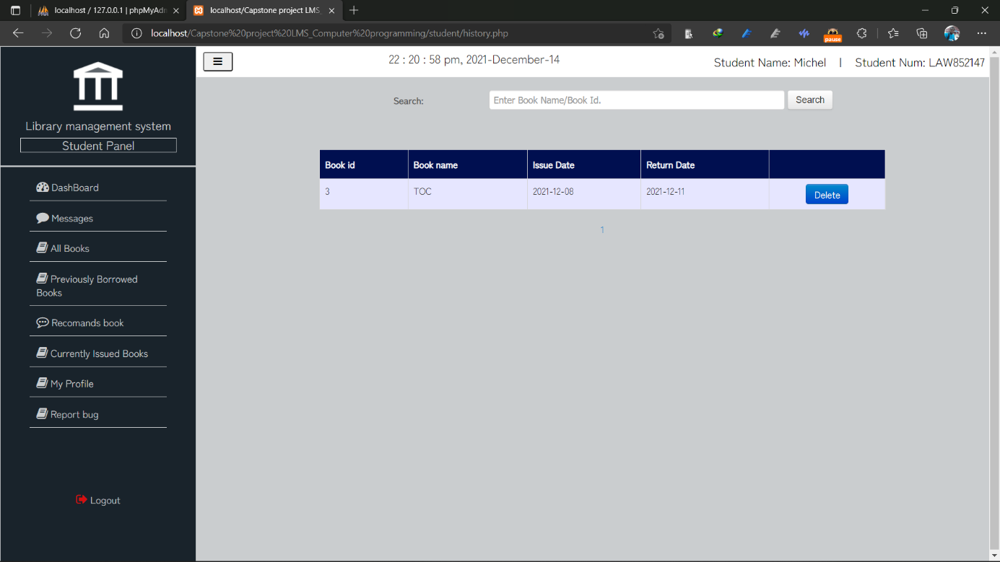 localhost / 127.0.0.1 | phpMyAdm
localhost/Capstone project LMS_
localhost/Capstone%20project%20LMS_Computer%20programming/student/history.php
pause
22 : 20 : 58 pm, 2021-December-14
Student Name: Michel | Student Num: LAW852147
Library management system
Student Panel
DashBoard
Messages
All Books
Previously Borrowed
Books
Recomands book
Currently Issued Books
My Profile
Report bug
Logout
Search: Enter Book Name/Book Id. Search
Book id Book name Issue Date Return Date
3 TOC 2021-12-08 2021-12-11 Delete
1